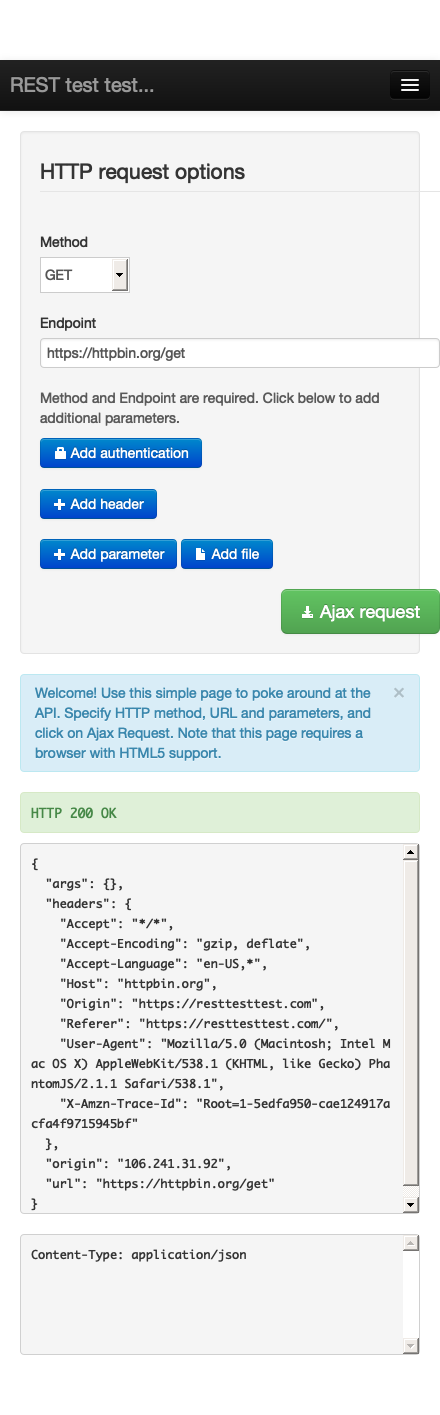 REST test test...
HTTP request options
Method
GET
Endpoint
https://httpbin.org/get
Method and Endpoint are required. Click below to add
additional parameters.
Add authentication
Add header
Add parameter Add file
Ajax request
Welcome! Use this simple page to poke around at the ×
API. Specify HTTP method, URL and parameters, and
click on Ajax Request. Note that this page requires a
browser with HTML5 support.
HTTP 200 OK
{
  "args": {},
  "headers": {
    "Accept": "*/*",
    "Accept-Encoding": "gzip, deflate",
    "Accept-Language": "en-US,*",
    "Host": "httpbin.org",
    "Origin": "https://resttesttest.com",
    "Referer": "https://resttesttest.com/",
    "User-Agent": "Mozilla/5.0 (Macintosh; Intel M
ac OS X) AppleWebKit/538.1 (KHTML, like Gecko) Pha
ntomJS/2.1.1 Safari/538.1",
    "X-Amzn-Trace-Id": "Root=1-5edfa950-cae124917a
cfa4f9715945bf"
  },
  "origin": "106.241.31.92",
  "url": "https://httpbin.org/get"
}
Content-Type: application/json